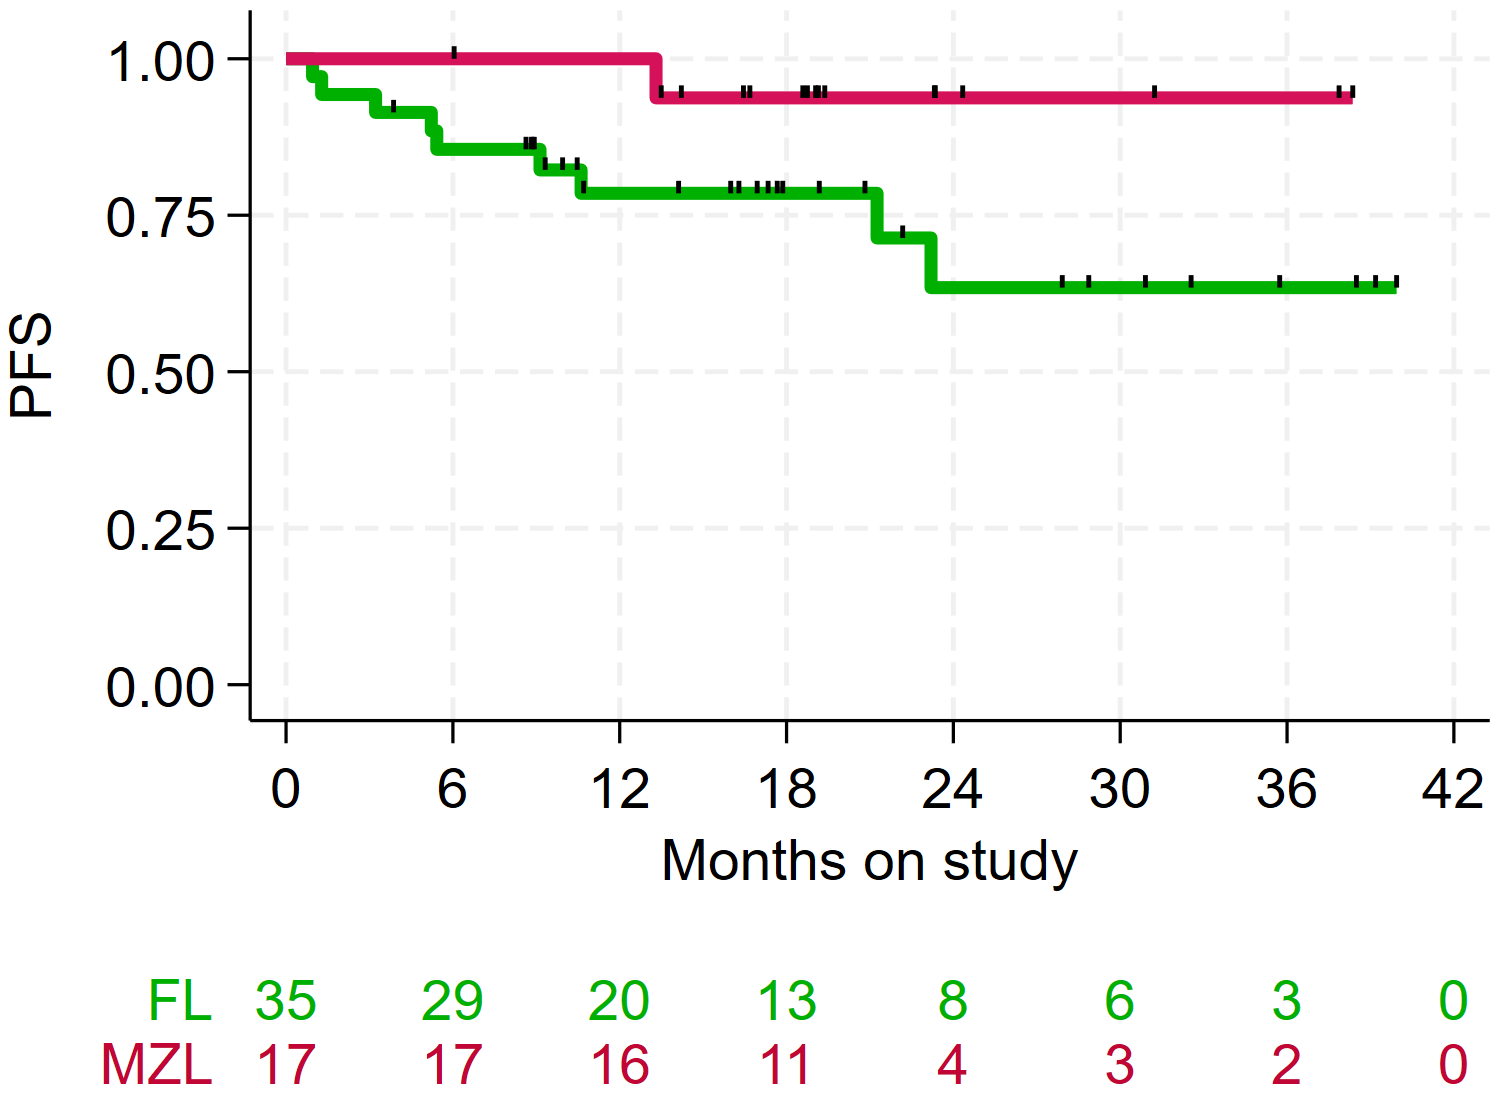 1.00
0.75
0.50
0.25
0.00
PFS
0 6 12 18 24 30 36 42
Months on study
FL 35 29 20 13 8 6 3 0
MZL 17 17 16 11 4 3 2 0